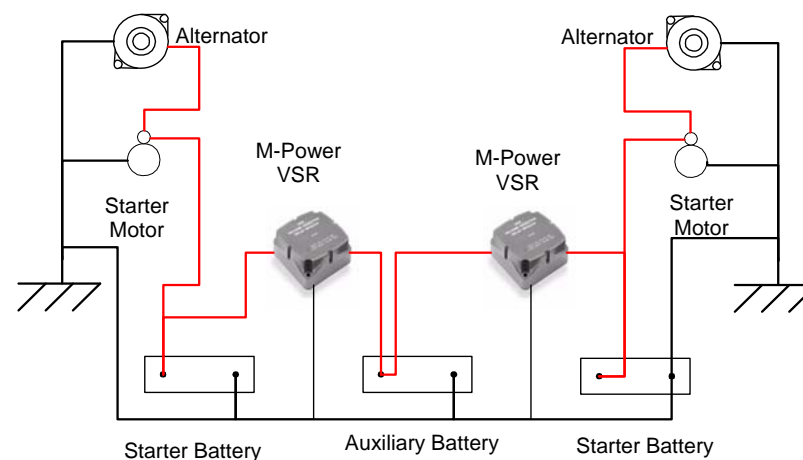 Alternator
Alternator
M-Power
VSR
M-Power
VSR
Starter
Motor
Starter
Motor
Starter Battery
Auxiliary Battery
Starter Battery